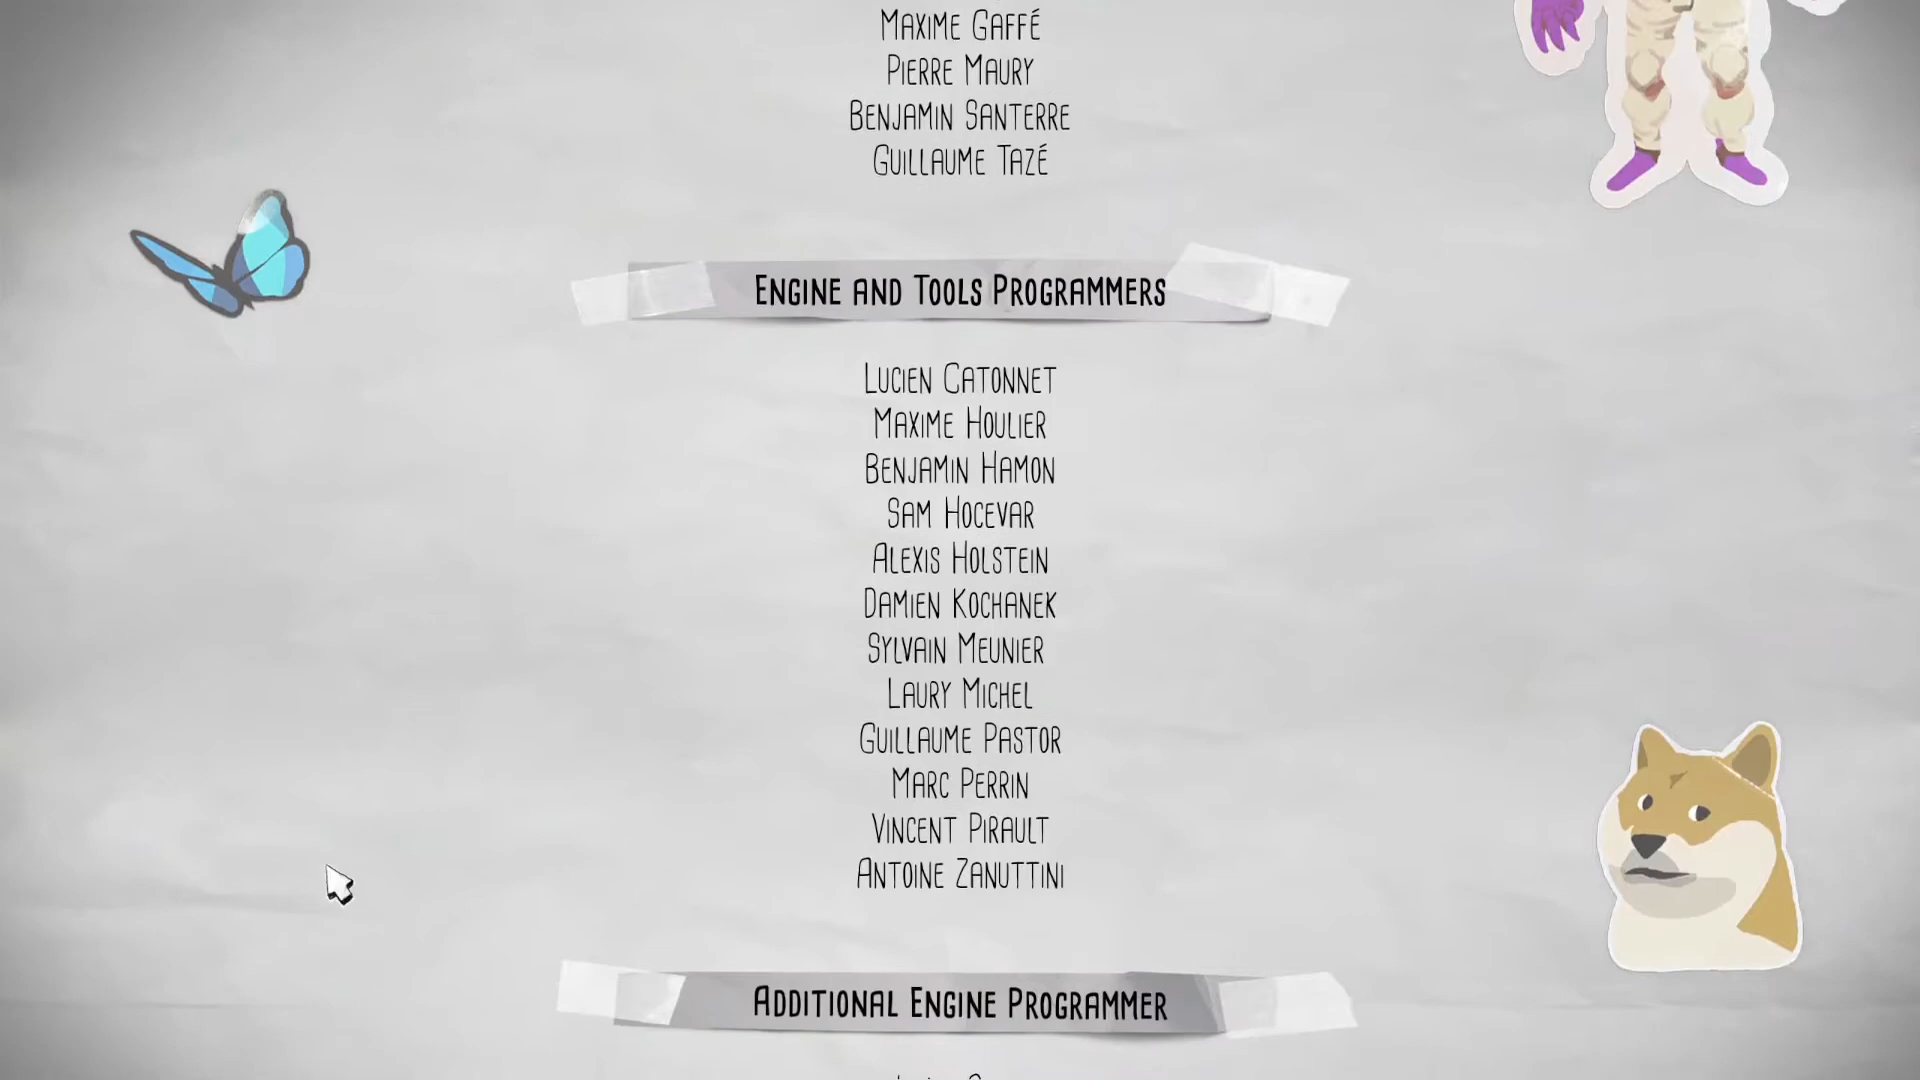 Maxime Gaffé
Pierre Maury
Benjamin Santerre
Guillaume Tazé
Engine and Tools Programmers
Lucien Catonnet
Maxime Houlier
Benjamin Hamon
Sam Hocevar
Alexis Holstein
Damien Kochanek
Sylvain Meunier
Laury Michel
Guillaume Pastor
Marc Perrin
Vincent Pirault
Antoine Zanuttini
Additional Engine Programmer